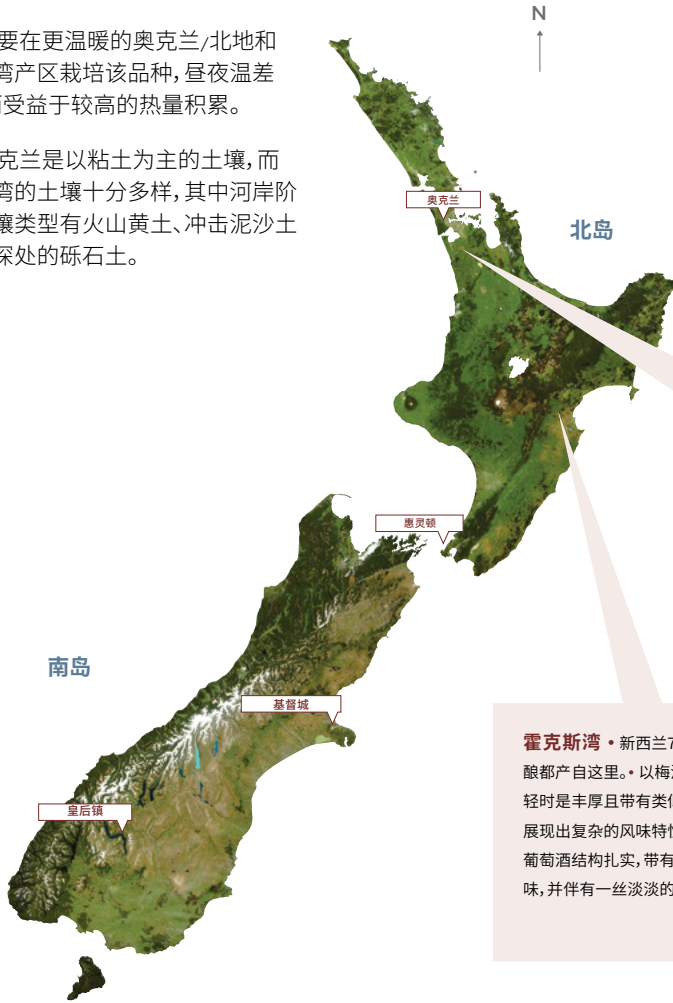 N
要在更温暖的奥克兰/北地和
湾产区栽培该品种，昼夜温差
而受益于较高的热量积累。
克兰是以粘土为主的土壤，而
湾的土壤十分多样，其中河岸阶
壤类型有火山黄土、冲击泥沙土
深处的砾石土。
奥克兰
北岛
惠灵顿
南岛
基督城
皇后镇
霍克斯湾 • 新西兰
酿都产自这里。• 以梅
轻时是丰厚且带有类
展现出复杂的风味特
葡萄酒结构扎实，带有
味，并伴有一丝淡淡的